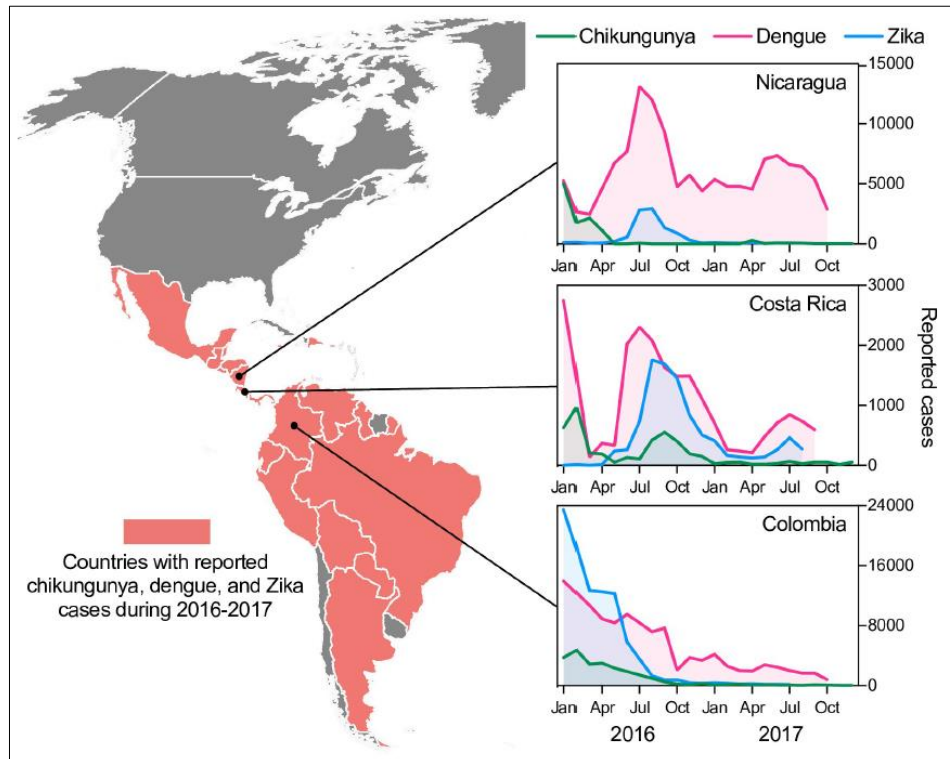 Chikungunya Dengue Zika
Nicaragua
15000
10000
5000
0
Jan Apr Jul Oct Jan Apr Jul Oct
Costa Rica
3000
2000
1000
0
Jan Apr Jul Oct Jan Apr Jul Oct
Colombia
24000
16000
8000
0
Jan Apr Jul Oct Jan Apr Jul Oct
2016 2017
Reported cases
Countries with reported
chikungunya, dengue, and Zika
cases during 2016-2017